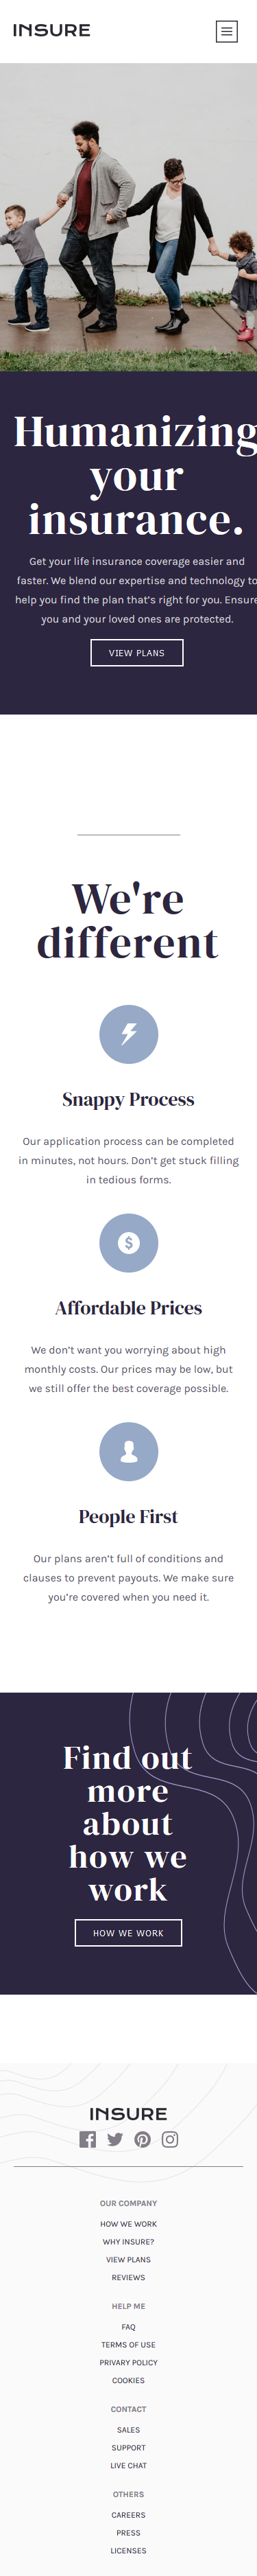 INSURE
Humanizing
your
insurance.
Get your life insurance coverage easier and
faster. We blend our expertise and technology to
help you find the plan that’s right for you. Ensure
you and your loved ones are protected.
VIEW PLANS
We're
different
Snappy Process
Our application process can be completed
in minutes, not hours. Don’t get stuck filling
in tedious forms.
Affordable Prices
We don’t want you worrying about high
monthly costs. Our prices may be low, but
we still offer the best coverage possible.
People First
Our plans aren’t full of conditions and
clauses to prevent payouts. We make sure
you’re covered when you need it.
Find out
more
about
how we
work
HOW WE WORK
INSURE
OUR COMPANY
HOW WE WORK
WHY INSURE?
VIEW PLANS
REVIEWS
HELP ME
FAQ
TERMS OF USE
PRIVARY POLICY
COOKIES
CONTACT
SALES
SUPPORT
LIVE CHAT
OTHERS
CAREERS
PRESS
LICENSES